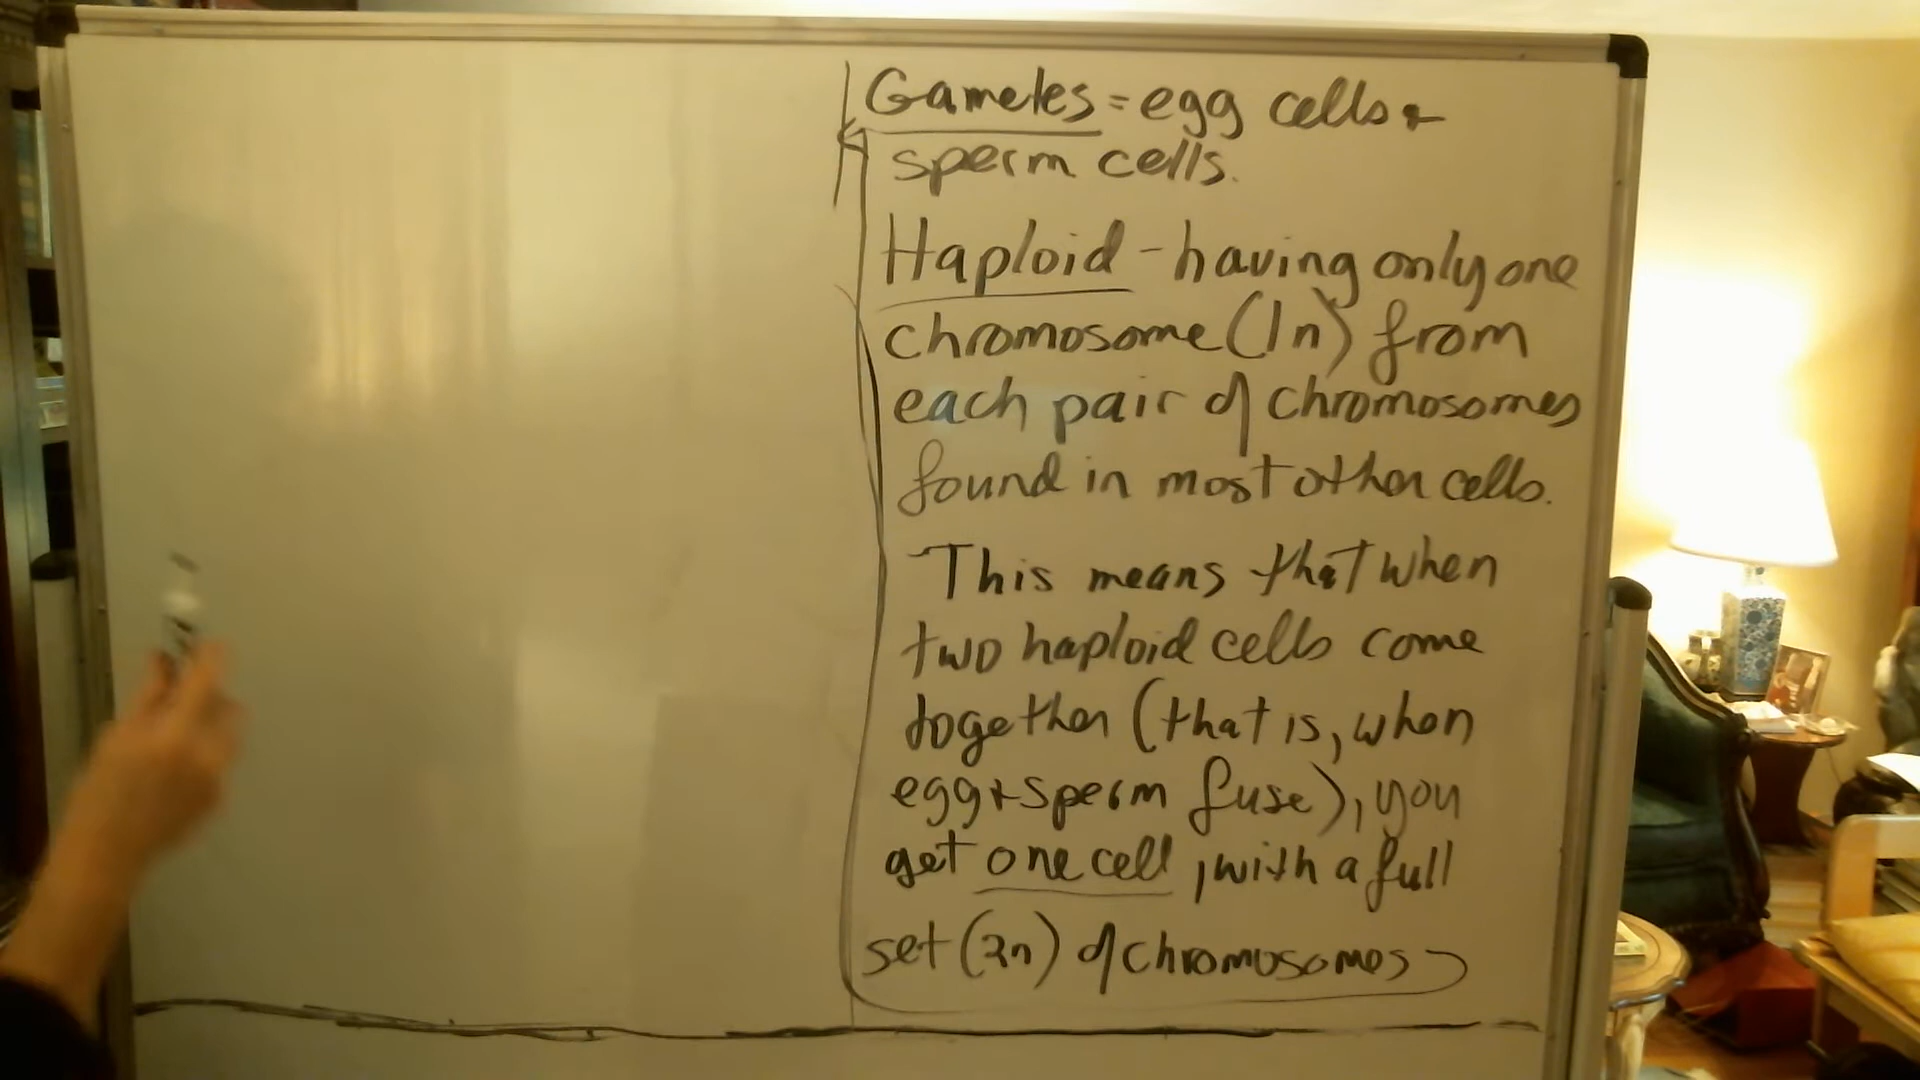 Gametes = egg cells +
sperm cells.
Haploid - having only one
chromosome (1n) from
each pair of chromosomes
found in most other cells.
This means that when
two haploid cells come
together (that is, when
egg + sperm fuse), you
get one cell, with a full
set (2n) of chromosomes